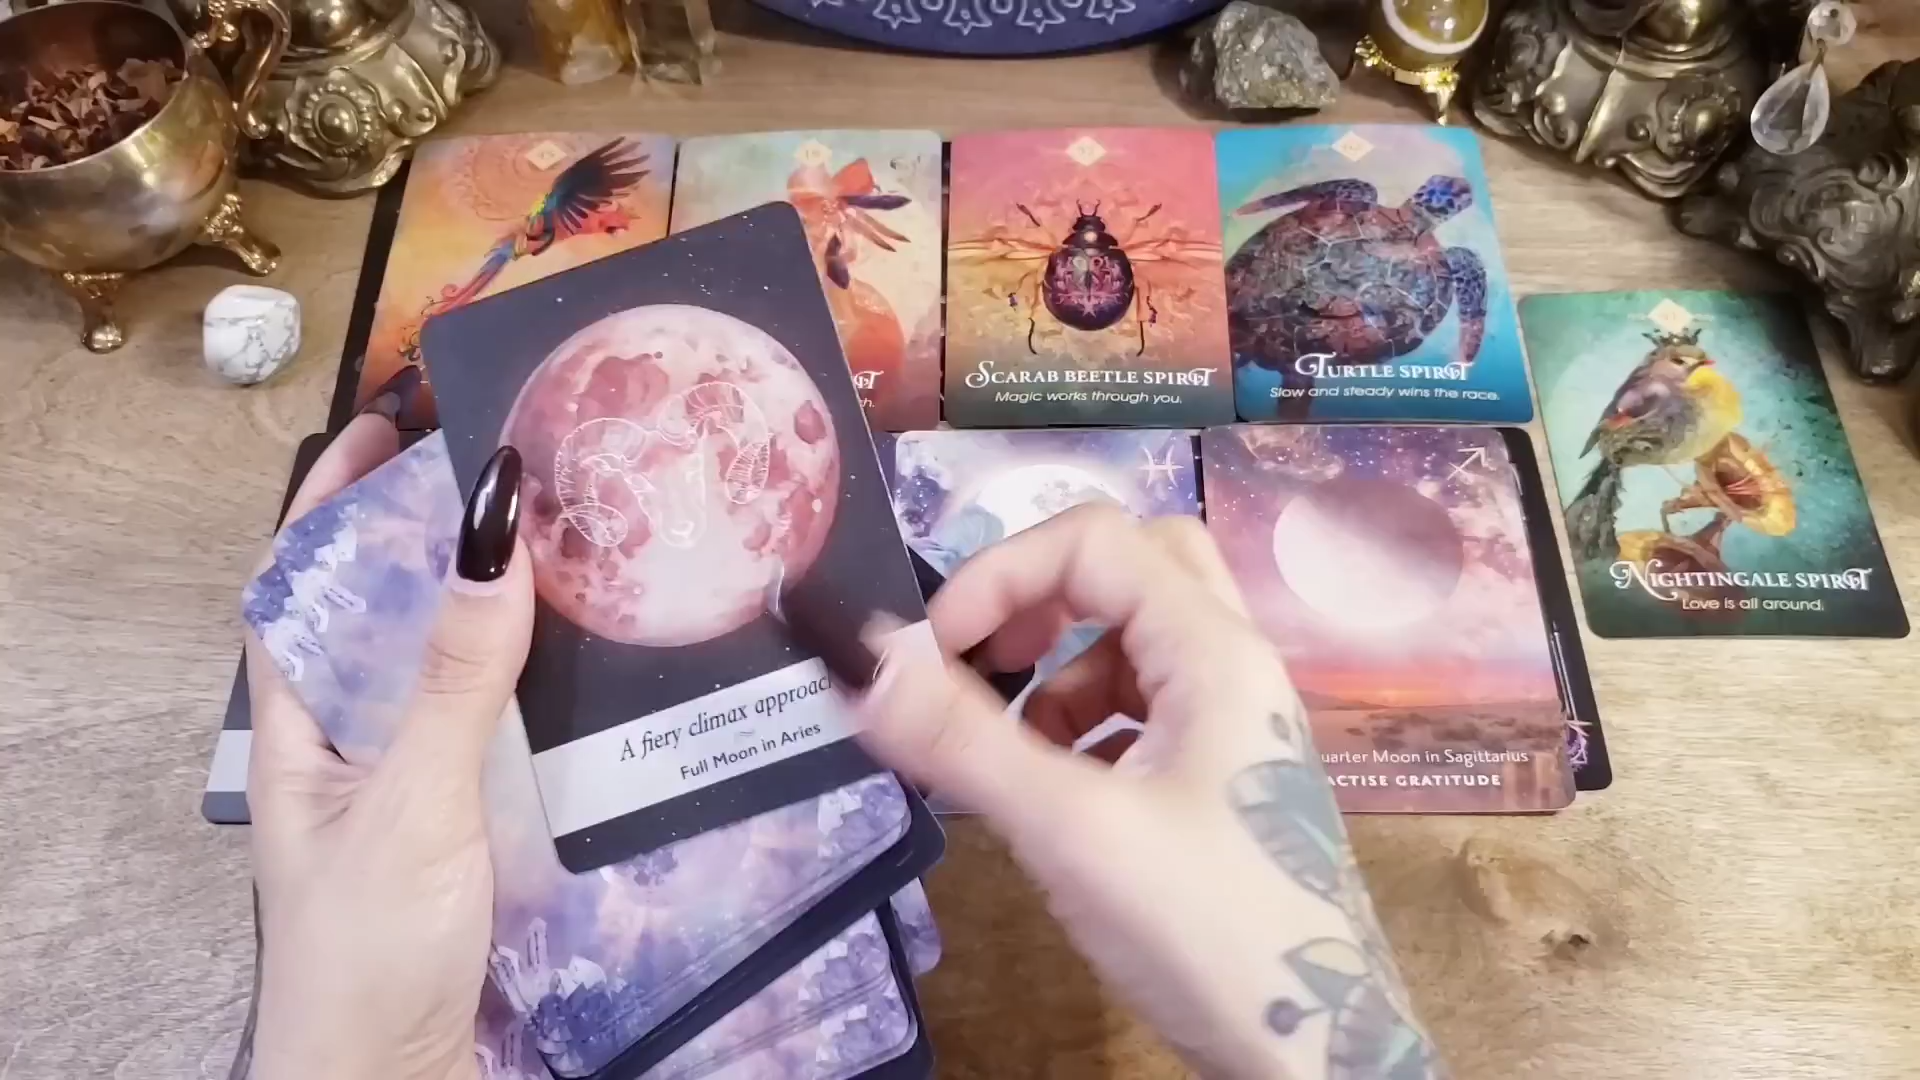 SCARAB BEETLE SPIRIT
Magic works through you.
TURTLE SPIRIT
Slow and steady wins the race.
NIGHTINGALE SPIRIT
Love is all around.
A fiery climax approach
Full Moon in Aries
uarter Moon in Sagittarius
ACTISE GRATITUDE